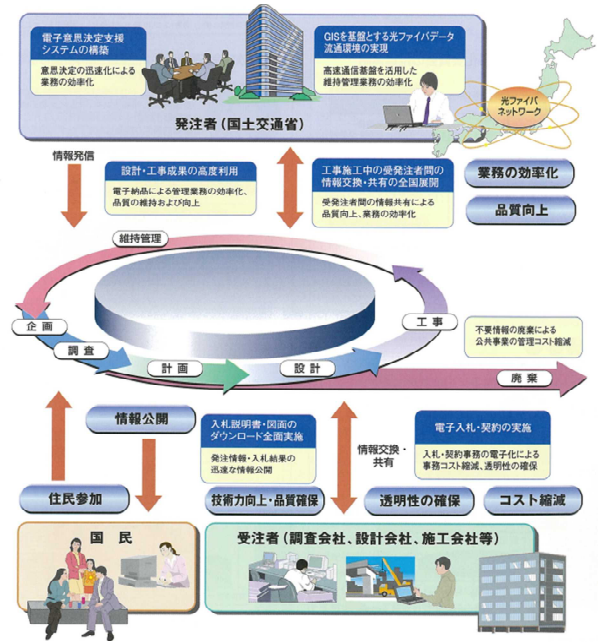 電子意思決定支援
システムの構築
意思決定の迅速化による
業務の効率化
GISを基盤とする光ファイバデータ
流通環境の実現
高速通信基盤を活用した
維持管理業務の効率化
発注者（国土交通省）
光ファイバ
ネットワーク
情報発信
設計・工事成果の高度利用
電子納品による管理業務の効率化、
品質の維持および向上
工事施工中の受発注者間の
情報交換・共有の全国展開
受発注者間の情報共有による
品質向上、業務の効率化
業務の効率化
品質向上
維持管理
企画
調査
計画
設計
工事
不要情報の廃棄による
公共事業の管理コスト縮減
廃棄
情報公開
入札説明書・図面の
ダウンロード全面実施
発注情報・入札結果の
迅速な情報公開
情報交換・
共有
電子入札・契約の実施
入札・契約事務の電子化による
事務コスト縮減、透明性の確保
住民参加
技術力向上・品質確保
透明性の確保
コスト縮減
国民
受注者（調査会社、設計会社、施工会社等）